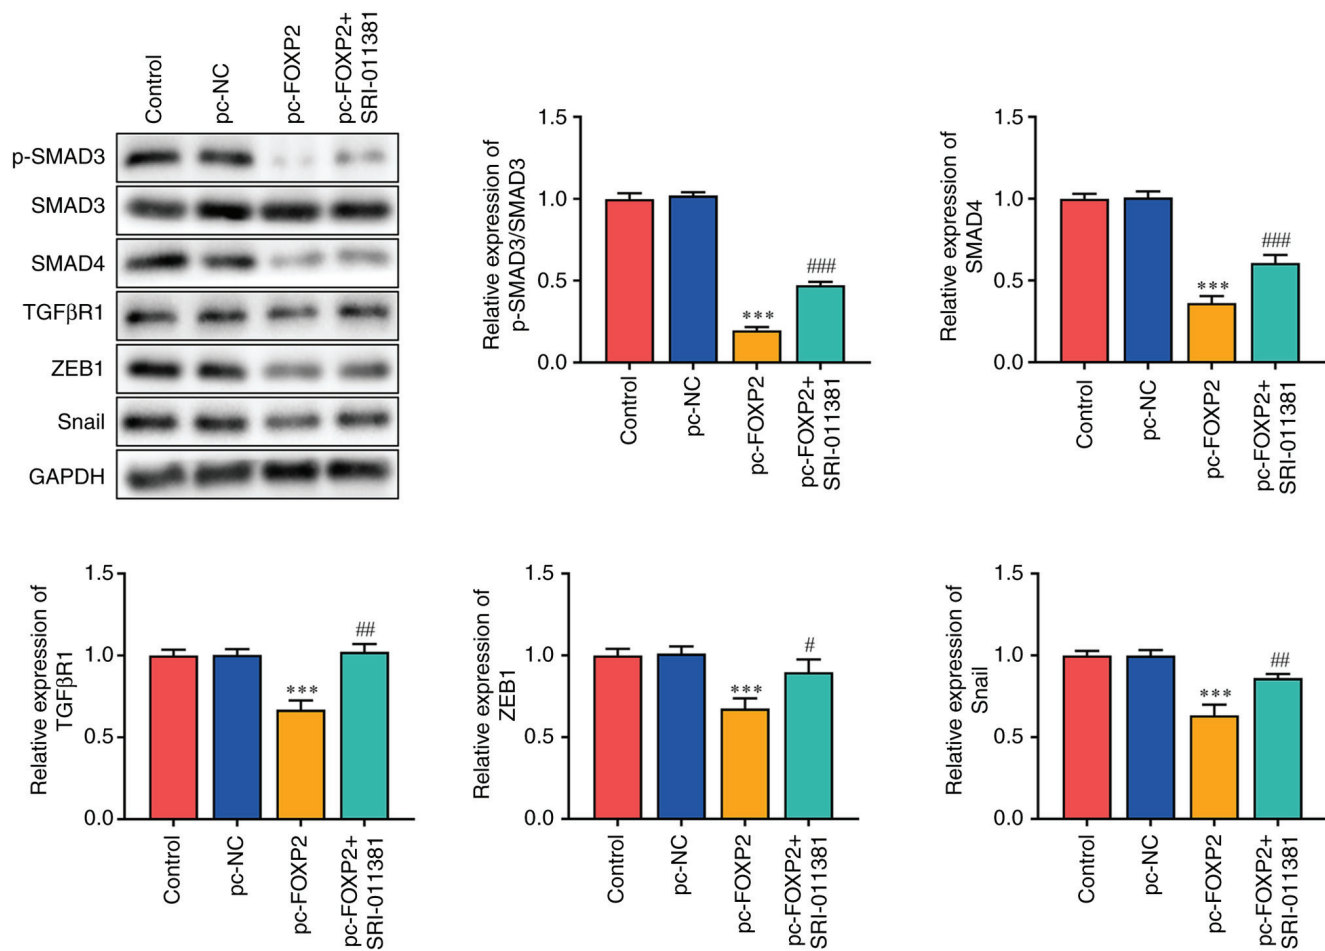 Control
pc-NC
pc-FOXP2
pc-FOXP2+
SRI-011381
p-SMAD3
SMAD3
SMAD4
TGFβR1
ZEB1
Snail
GAPDH
Relative expression of
p-SMAD3/SMAD3
1.5
1.0
0.5
0.0
***
###
Control
pc-NC
pc-FOXP2
pc-FOXP2+
SRI-011381
Relative expression of
SMAD4
1.5
1.0
0.5
0.0
***
###
Control
pc-NC
pc-FOXP2
pc-FOXP2+
SRI-011381
Relative expression of
TGFβR1
1.5
1.0
0.5
0.0
***
##
Control
pc-NC
pc-FOXP2
pc-FOXP2+
SRI-011381
Relative expression of
ZEB1
1.5
1.0
0.5
0.0
***
#
Control
pc-NC
pc-FOXP2
pc-FOXP2+
SRI-011381
Relative expression of
Snail
1.5
1.0
0.5
0.0
***
##
Control
pc-NC
pc-FOXP2
pc-FOXP2+
SRI-011381